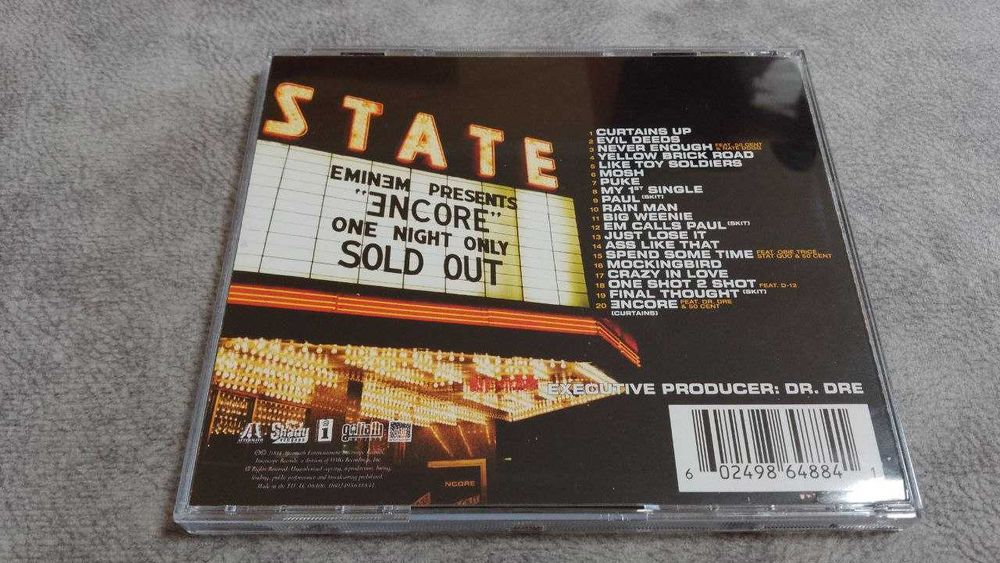 STATE
EMINƎM PRESENTS
"ƎNCORE"
ONE NIGHT ONLY
SOLD OUT
1 CURTAINS UP
2 EVIL DEEDS
3 NEVER ENOUGH FEAT. 50 CENT & NATE DOGG
4 YELLOW BRICK ROAD
5 LIKE TOY SOLDIERS
6 MOSH
7 PUKE
8 MY 1ST SINGLE
9 PAUL (SKIT)
10 RAIN MAN
11 BIG WEENIE
12 EM CALLS PAUL (SKIT)
13 JUST LOSE IT
14 ASS LIKE THAT
15 SPEND SOME TIME FEAT. OBIE TRICE, STAT QUO & 50 CENT
16 MOCKINGBIRD
17 CRAZY IN LOVE
18 ONE SHOT 2 SHOT FEAT. D-12
19 FINAL THOUGHT (SKIT)
20 ƎNCORE FEAT. DR. DRE & 50 CENT
(CURTAINS)
EXECUTIVE PRODUCER: DR. DRE
Shady
RECORDS
goliath
NCORE
6 02498 64884 1